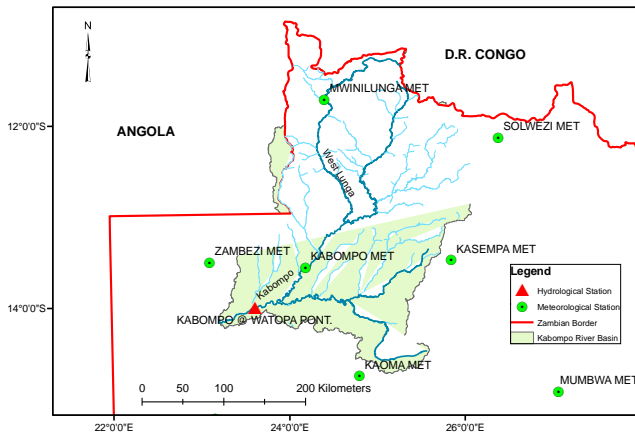 N
D.R. CONGO
MWINILUNGA MET
12°0'0"S
ANGOLA
SOLWEZI MET
West Lunga
ZAMBEZI MET
KABOMPO MET
KASEMPA MET
Legend
Hydrological Station
Meteorological Station
Zambian Border
Kabompo River Basin
Kabompo
14°0'0"S
KABOMPO @ WATOPA PONT.
KAOMA MET
MUMBWA MET
0 50 100 200 Kilometers
22°0'0"E 24°0'0"E 26°0'0"E